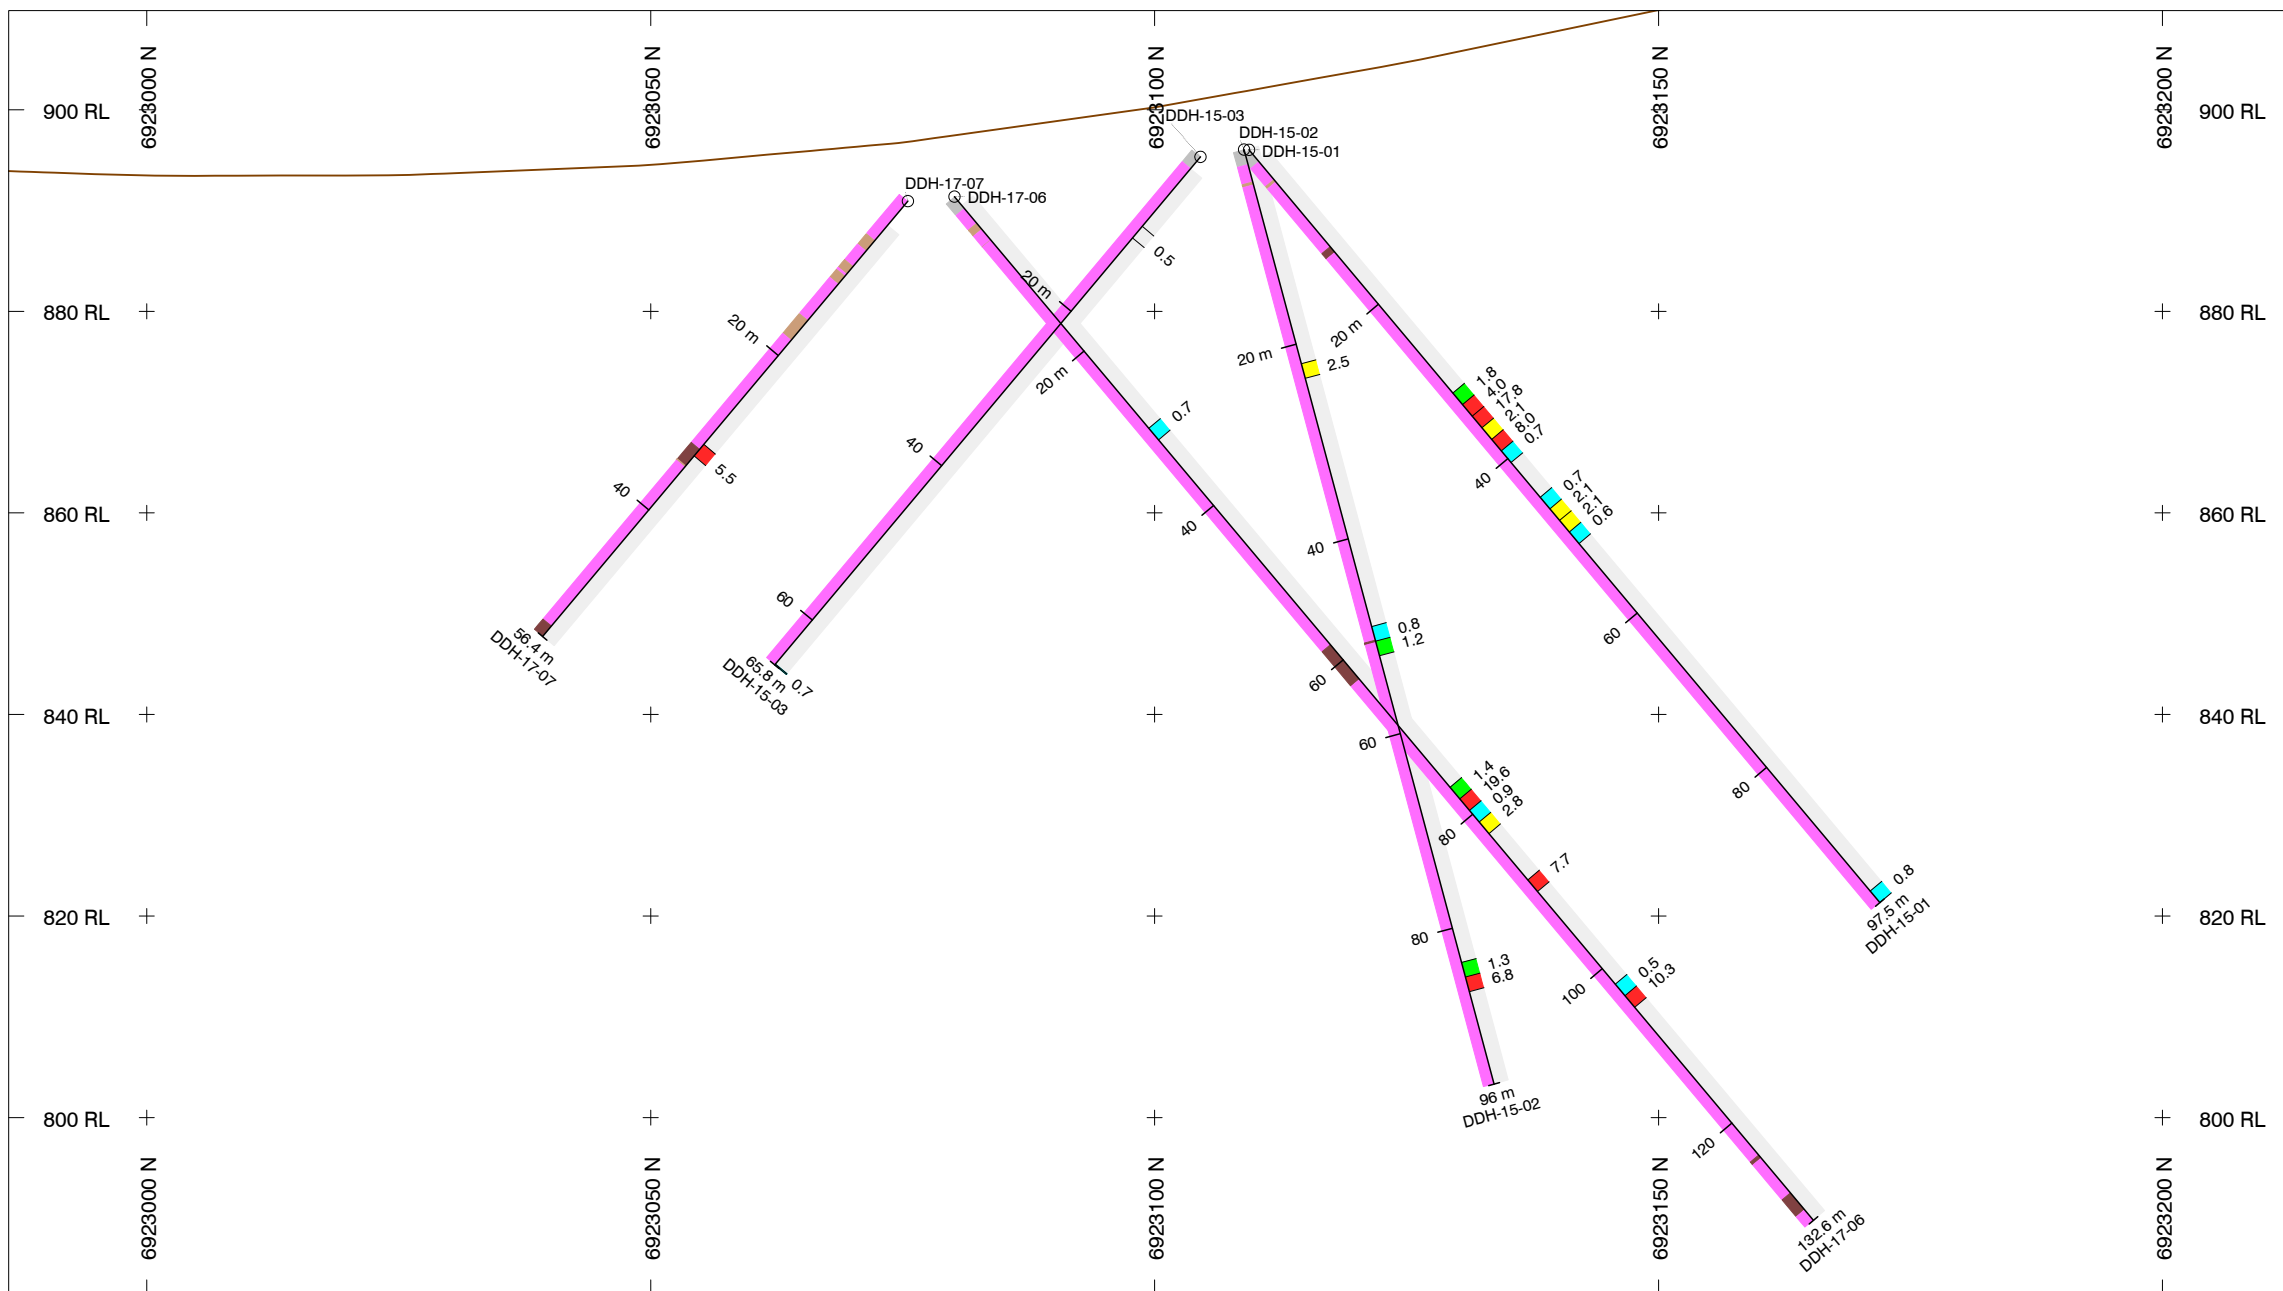 6923000 N
6923050 N
6923100 N
6923150 N
6923200 N
900 RL
900 RL
DDH-15-03
DDH-15-02
DDH-15-01
DDH-17-07
DDH-17-06
0.5
20 m
20 m
20 m
20 m
20 m
880 RL
880 RL
2.5
1.8
4.0
17.8
2.1
8.0
0.7
0.7
40
5.5
40
40
0.7
2.1
2.1
0.6
860 RL
860 RL
40
40
60
0.8
1.2
60
60
56.4 m
DDH-17-07
65.8 m
DDH-15-03
0.7
840 RL
840 RL
60
1.4
19.6
0.9
2.8
80
80
7.7
0.8
97.5 m
DDH-15-01
820 RL
820 RL
80
1.3
6.8
0.5
10.3
100
96 m
DDH-15-02
800 RL
800 RL
120
132.6 m
DDH-17-06
6923000 N
6923050 N
6923100 N
6923150 N
6923200 N